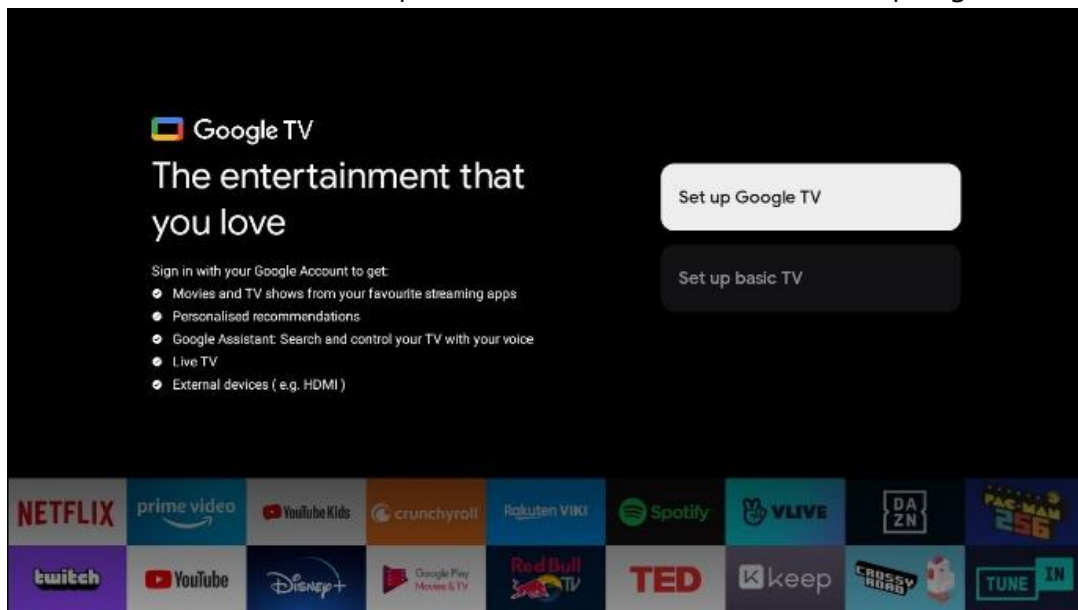 Google TV
The entertainment that
you love
Sign in with your Google Account to get:
Movies and TV shows from your favourite streaming apps
Personalised recommendations
Google Assistant: Search and control your TV with your voice
Live TV
External devices ( e.g. HDMI )
Set up Google TV
Set up basic TV
NETFLIX prime video YouTube Kids crunchyroll Rakuten VIKI Spotify VLIVE DAZN PAC-MAN 256
twitch YouTube Disney+ Google Play Movies & TV Red Bull TV TED keep CROSSY ROAD TUNE IN